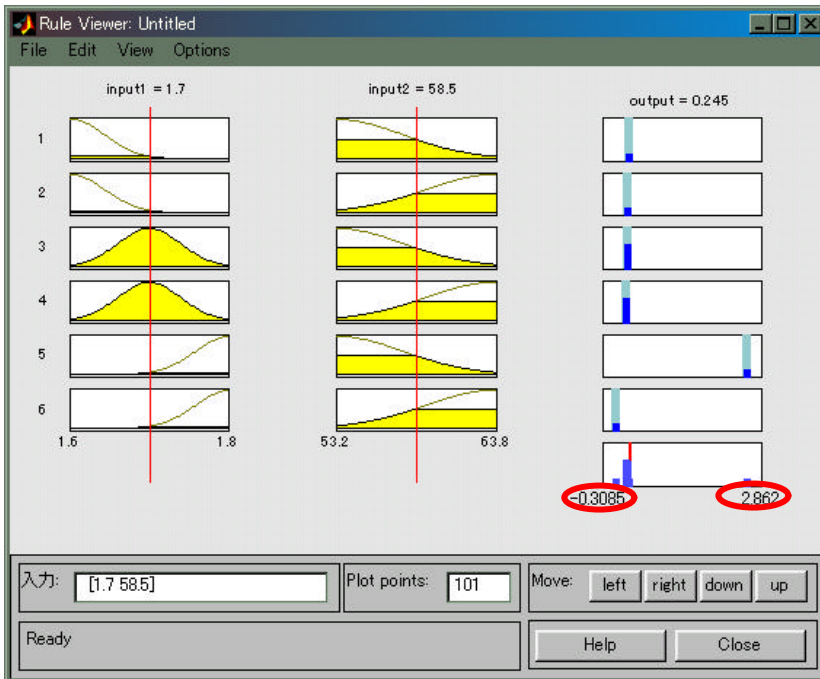 Rule Viewer: Untitled
File Edit View Options
input1 = 1.7
input2 = 58.5
output = 0.245
1
2
3
4
5
6
1.6 1.8
53.2 63.8
-0.3085 2.862
入力: [1.7 58.5]
Plot points: 101
Move: left right down up
Ready
Help Close